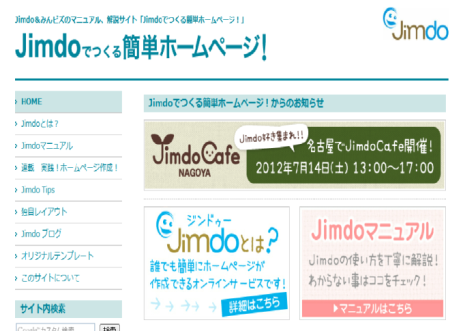 Jimdo&みんビズのマニュアル、解説サイト「Jimdoでつくる簡単ホームページ!」
Jimdoでつくる簡単ホームページ!
Jimdo
HOME
Jimdoとは?
Jimdoマニュアル
連載 実践!ホームページ作成!
Jimdo Tips
独自レイアウト
Jimdo ブログ
オリジナルテンプレート
このサイトについて
サイト内検索
検索
Jimdoでつくる簡単ホームページ!からのお知らせ
JimdoCafe
NAGOYA
Jimdo好き集まれ!!
名古屋でJimdoCafe開催!
2012年7月14日(土) 13:00~17:00
ジンドゥー
Jimdoとは?
誰でも簡単にホームページが
作成できるオンラインサービスです!
詳細はこちら
Jimdoマニュアル
Jimdoの使い方を丁寧に解説!
わからない事はココをチェック!
▶マニュアルはこちら